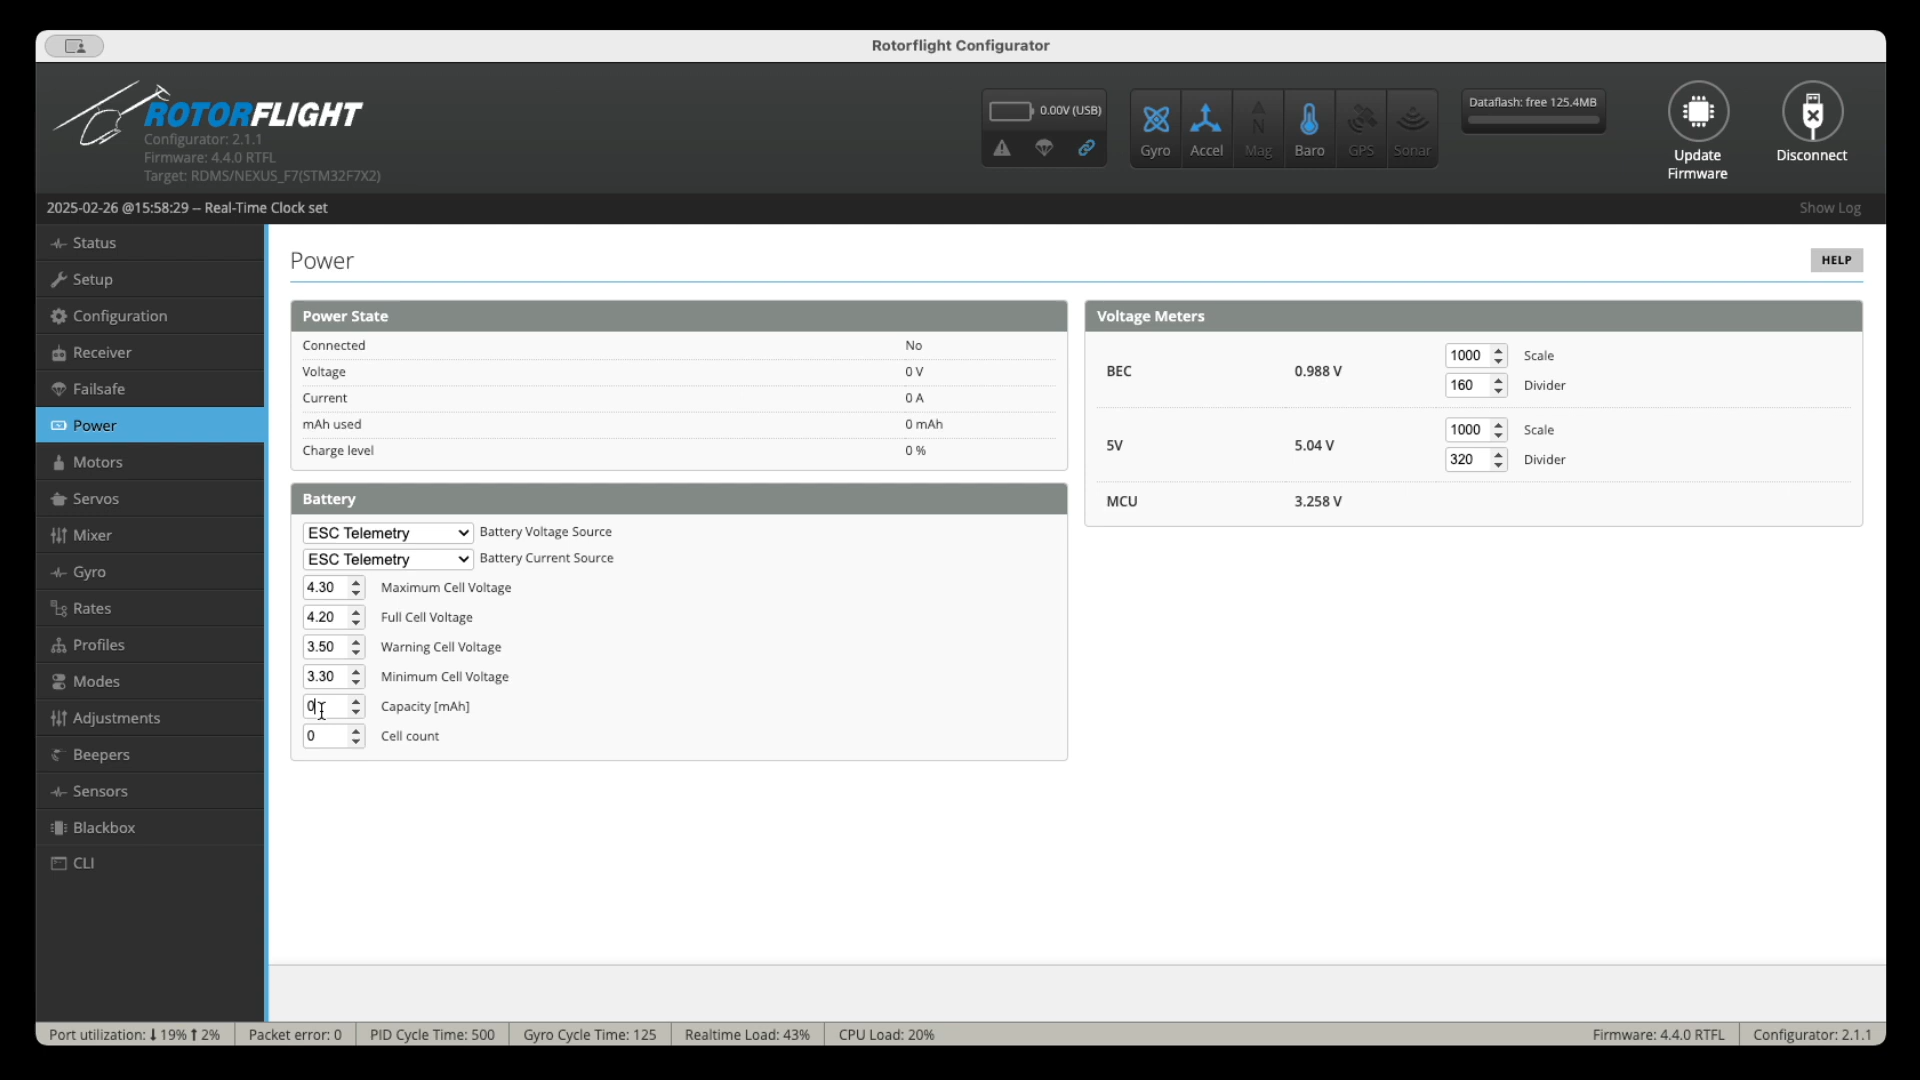 Rotorflight Configurator
ROTORFLIGHT
Configurator: 2.1.1
Firmware: 4.4.0 RTFL
Target: RDMS/NEXUS_F7(STM32F7X2)
0.00V (USB)
Gyro
Accel
N
Mag
Baro
GPS
Sonar
Dataflash: free 125.4MB
Update
Firmware
Disconnect
2025-02-26 @15:58:29 -- Real-Time Clock set
Show Log
Status
Setup
Configuration
Receiver
Failsafe
Power
Motors
Servos
Mixer
Gyro
Rates
Profiles
Modes
Adjustments
Beepers
Sensors
Blackbox
CLI
Power
HELP
Power State
Connected No
Voltage 0 V
Current 0 A
mAh used 0 mAh
Charge level 0 %
Battery
ESC Telemetry Battery Voltage Source
ESC Telemetry Battery Current Source
4.30 Maximum Cell Voltage
4.20 Full Cell Voltage
3.50 Warning Cell Voltage
3.30 Minimum Cell Voltage
0 Capacity [mAh]
0 Cell count
Voltage Meters
BEC 0.988 V
1000 Scale
160 Divider
5V 5.04 V
1000 Scale
320 Divider
MCU 3.258 V
Port utilization: 19% 2%
Packet error: 0
PID Cycle Time: 500
Gyro Cycle Time: 125
Realtime Load: 43%
CPU Load: 20%
Firmware: 4.4.0 RTFL
Configurator: 2.1.1